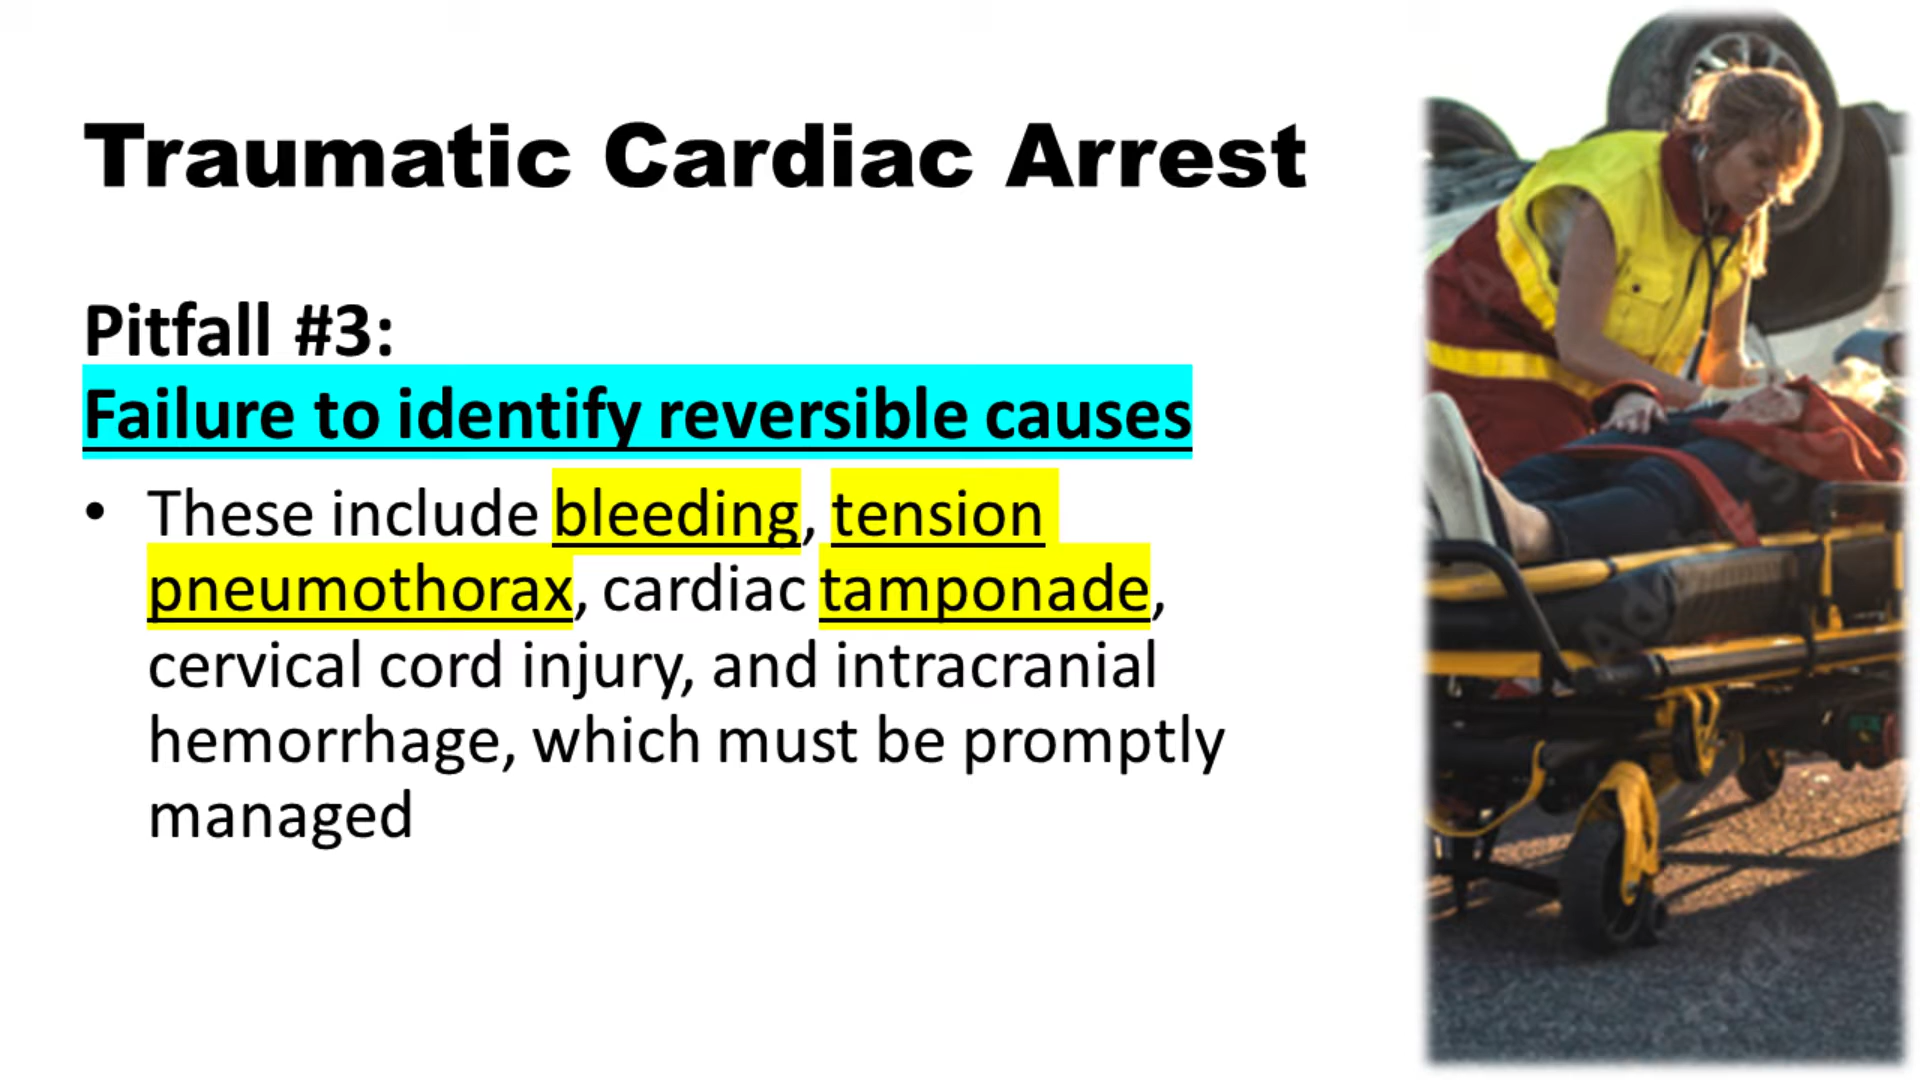 Traumatic Cardiac Arrest
Pitfall #3:
Failure to identify reversible causes
• These include bleeding, tension
pneumothorax, cardiac tamponade,
cervical cord injury, and intracranial
hemorrhage, which must be promptly
managed